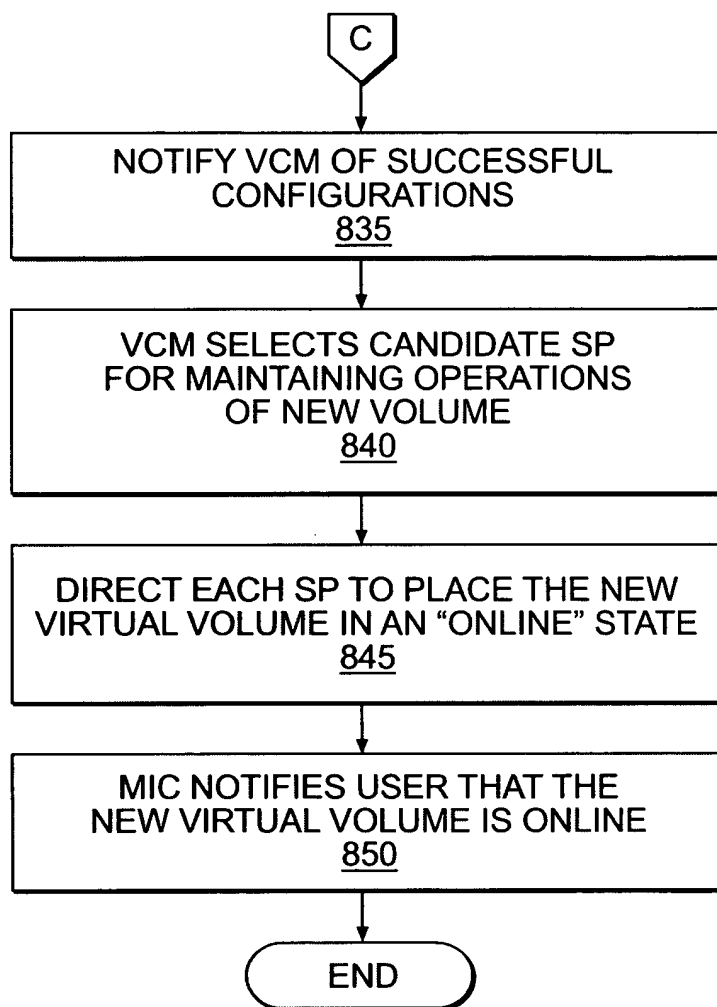 C
NOTIFY VCM OF SUCCESSFUL
CONFIGURATIONS
835
VCM SELECTS CANDIDATE SP
FOR MAINTAINING OPERATIONS
OF NEW VOLUME
840
DIRECT EACH SP TO PLACE THE NEW
VIRTUAL VOLUME IN AN “ONLINE” STATE
845
MIC NOTIFIES USER THAT THE
NEW VIRTUAL VOLUME IS ONLINE
850
END